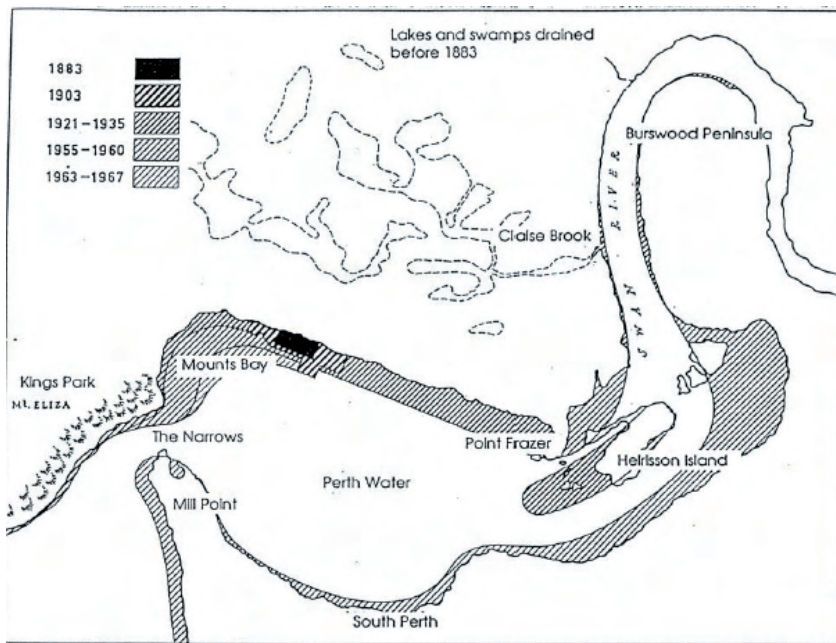 Lakes and swamps drained
before 1883
1883
1903
1921-1935
1955-1960
1963-1967
Burswood Peninsula
SWAN RIVER
Claise Brook
Mounts Bay
Kings Park
Mt. ELIZA
The Narrows
Point Frazer
Heirisson Island
Perth Water
Mill Point
South Perth